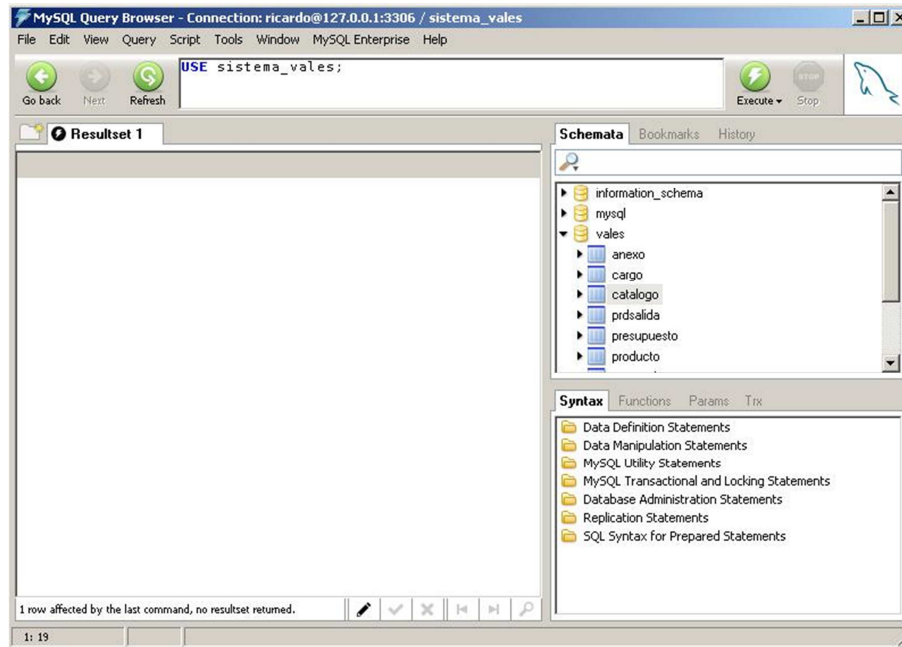 MySQL Query Browser - Connection: ricardo@127.0.0.1:3306 / sistema_vales
File Edit View Query Script Tools Window MySQL Enterprise Help
USE sistema_vales;
Go back Next Refresh Execute STOP Stop
Resultset 1
Schemata Bookmarks History
information_schema
mysql
vales
anexo
cargo
catalogo
prdsalida
presupuesto
producto
Syntax Functions Params Trx
Data Definition Statements
Data Manipulation Statements
MySQL Utility Statements
MySQL Transactional and Locking Statements
Database Administration Statements
Replication Statements
SQL Syntax for Prepared Statements
1 row affected by the last command, no resultset returned.
1: 19